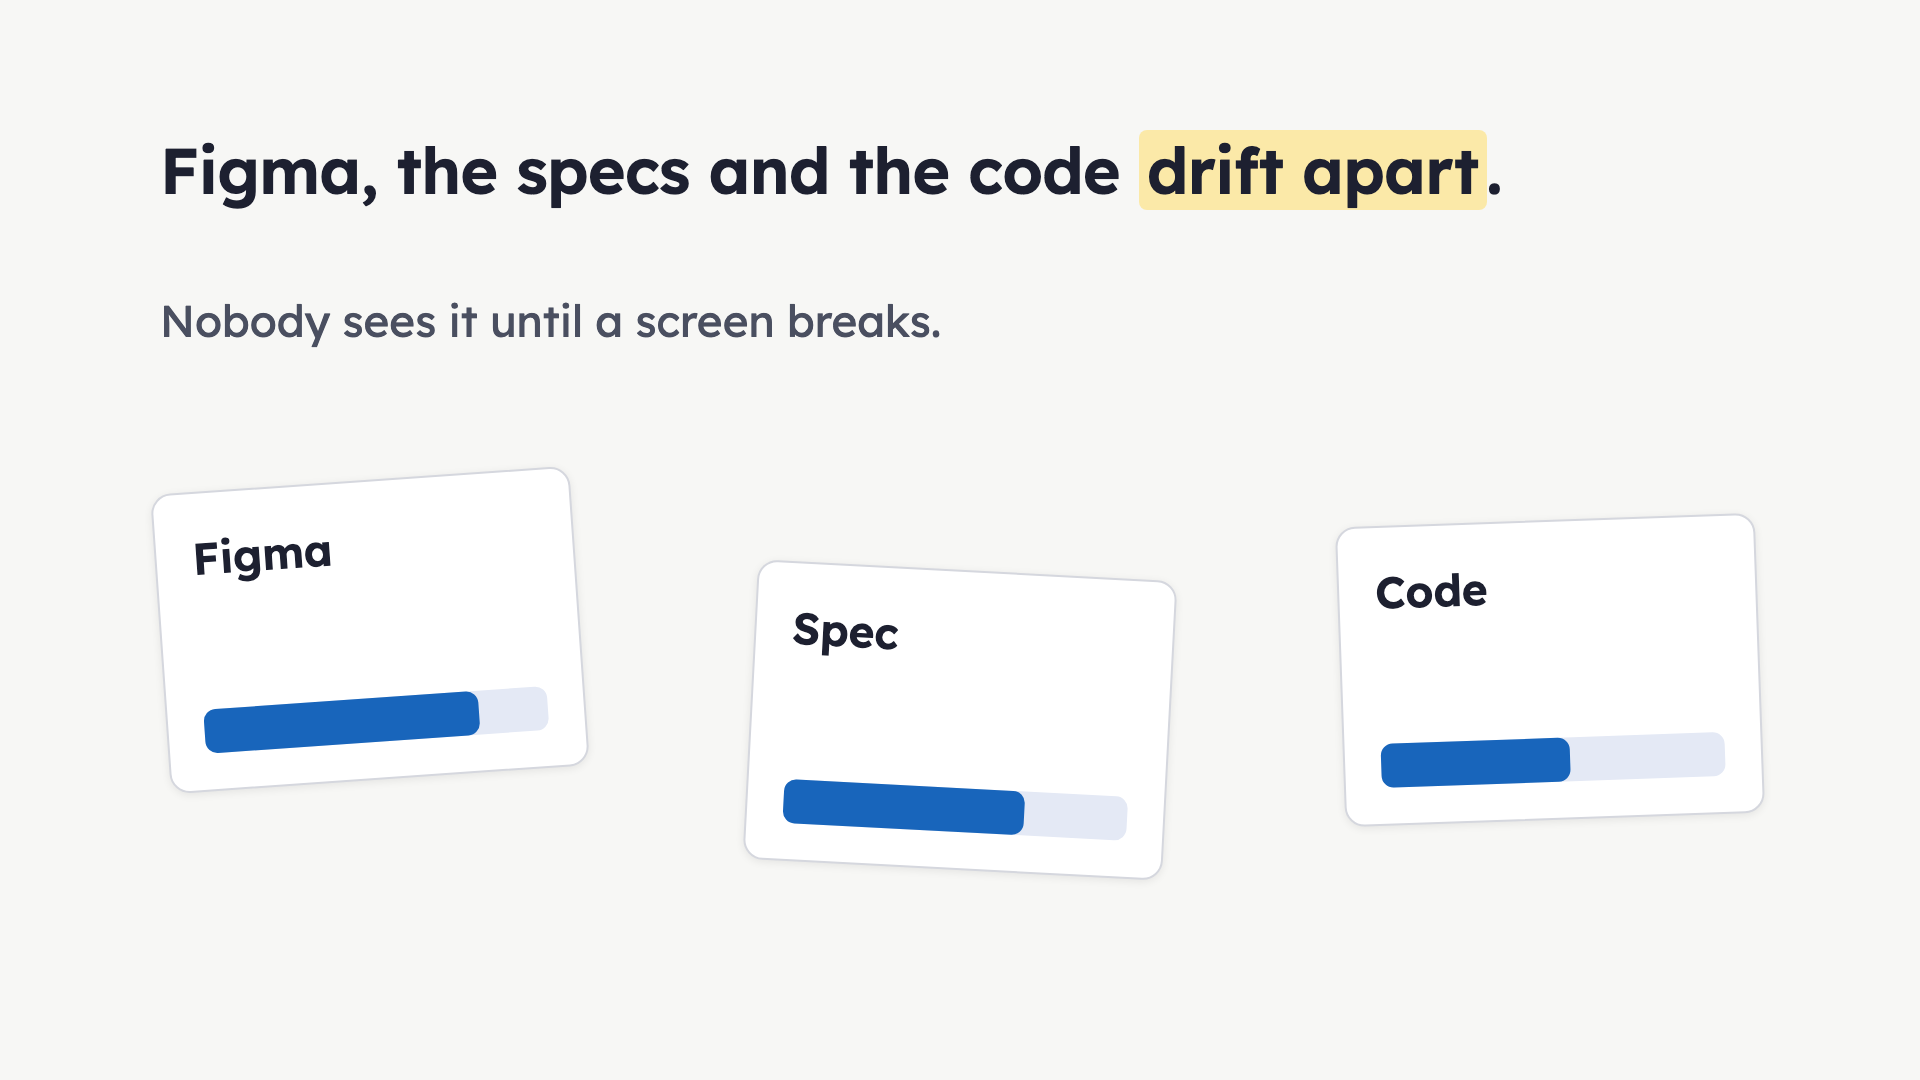 Figma, the specs and the code drift apart.
Nobody sees it until a screen breaks.
Figma
Spec
Code